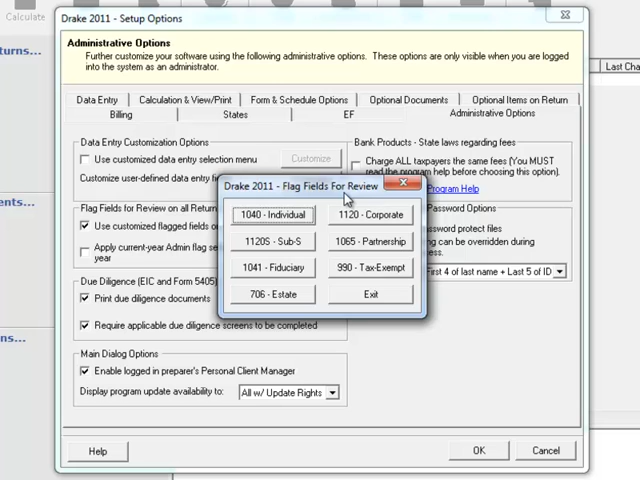 Calculate
Drake 2011 - Setup Options
Administrative Options
Further customize your software using the following administrative options. These options are only visible when you are logged
into the system as an administrator.
turns...
Last Cha
Data Entry
Calculation & View/Print
Form & Schedule Options
Optional Documents
Optional Items on Return
Billing
States
EF
Administrative Options
Data Entry Customization Options
Use customized data entry selection menu
Customize
Customize user-defined data entry
Bank Products - State laws regarding fees
Charge ALL taxpayers the same fees (You MUST
read the program help before choosing this option).
Program Help
Drake 2011 - Flag Fields For Review
1040 - Individual
1120 - Corporate
1120S - Sub-S
1065 - Partnership
1041 - Fiduciary
990 - Tax-Exempt
706 - Estate
Exit
ents...
Flag Fields for Review on all Return
Use customized flagged fields o
Apply current-year Admin flag se
year
Password Options
password protect files
g can be overridden during
First 4 of last name + Last 5 of ID
Due Diligence (EIC and Form 5405)
Print due diligence documents
Require applicable due diligence screens to be completed
ns...
Main Dialog Options
Enable logged in preparer's Personal Client Manager
Display program update availability to:
All w/ Update Rights
Help
OK
Cancel